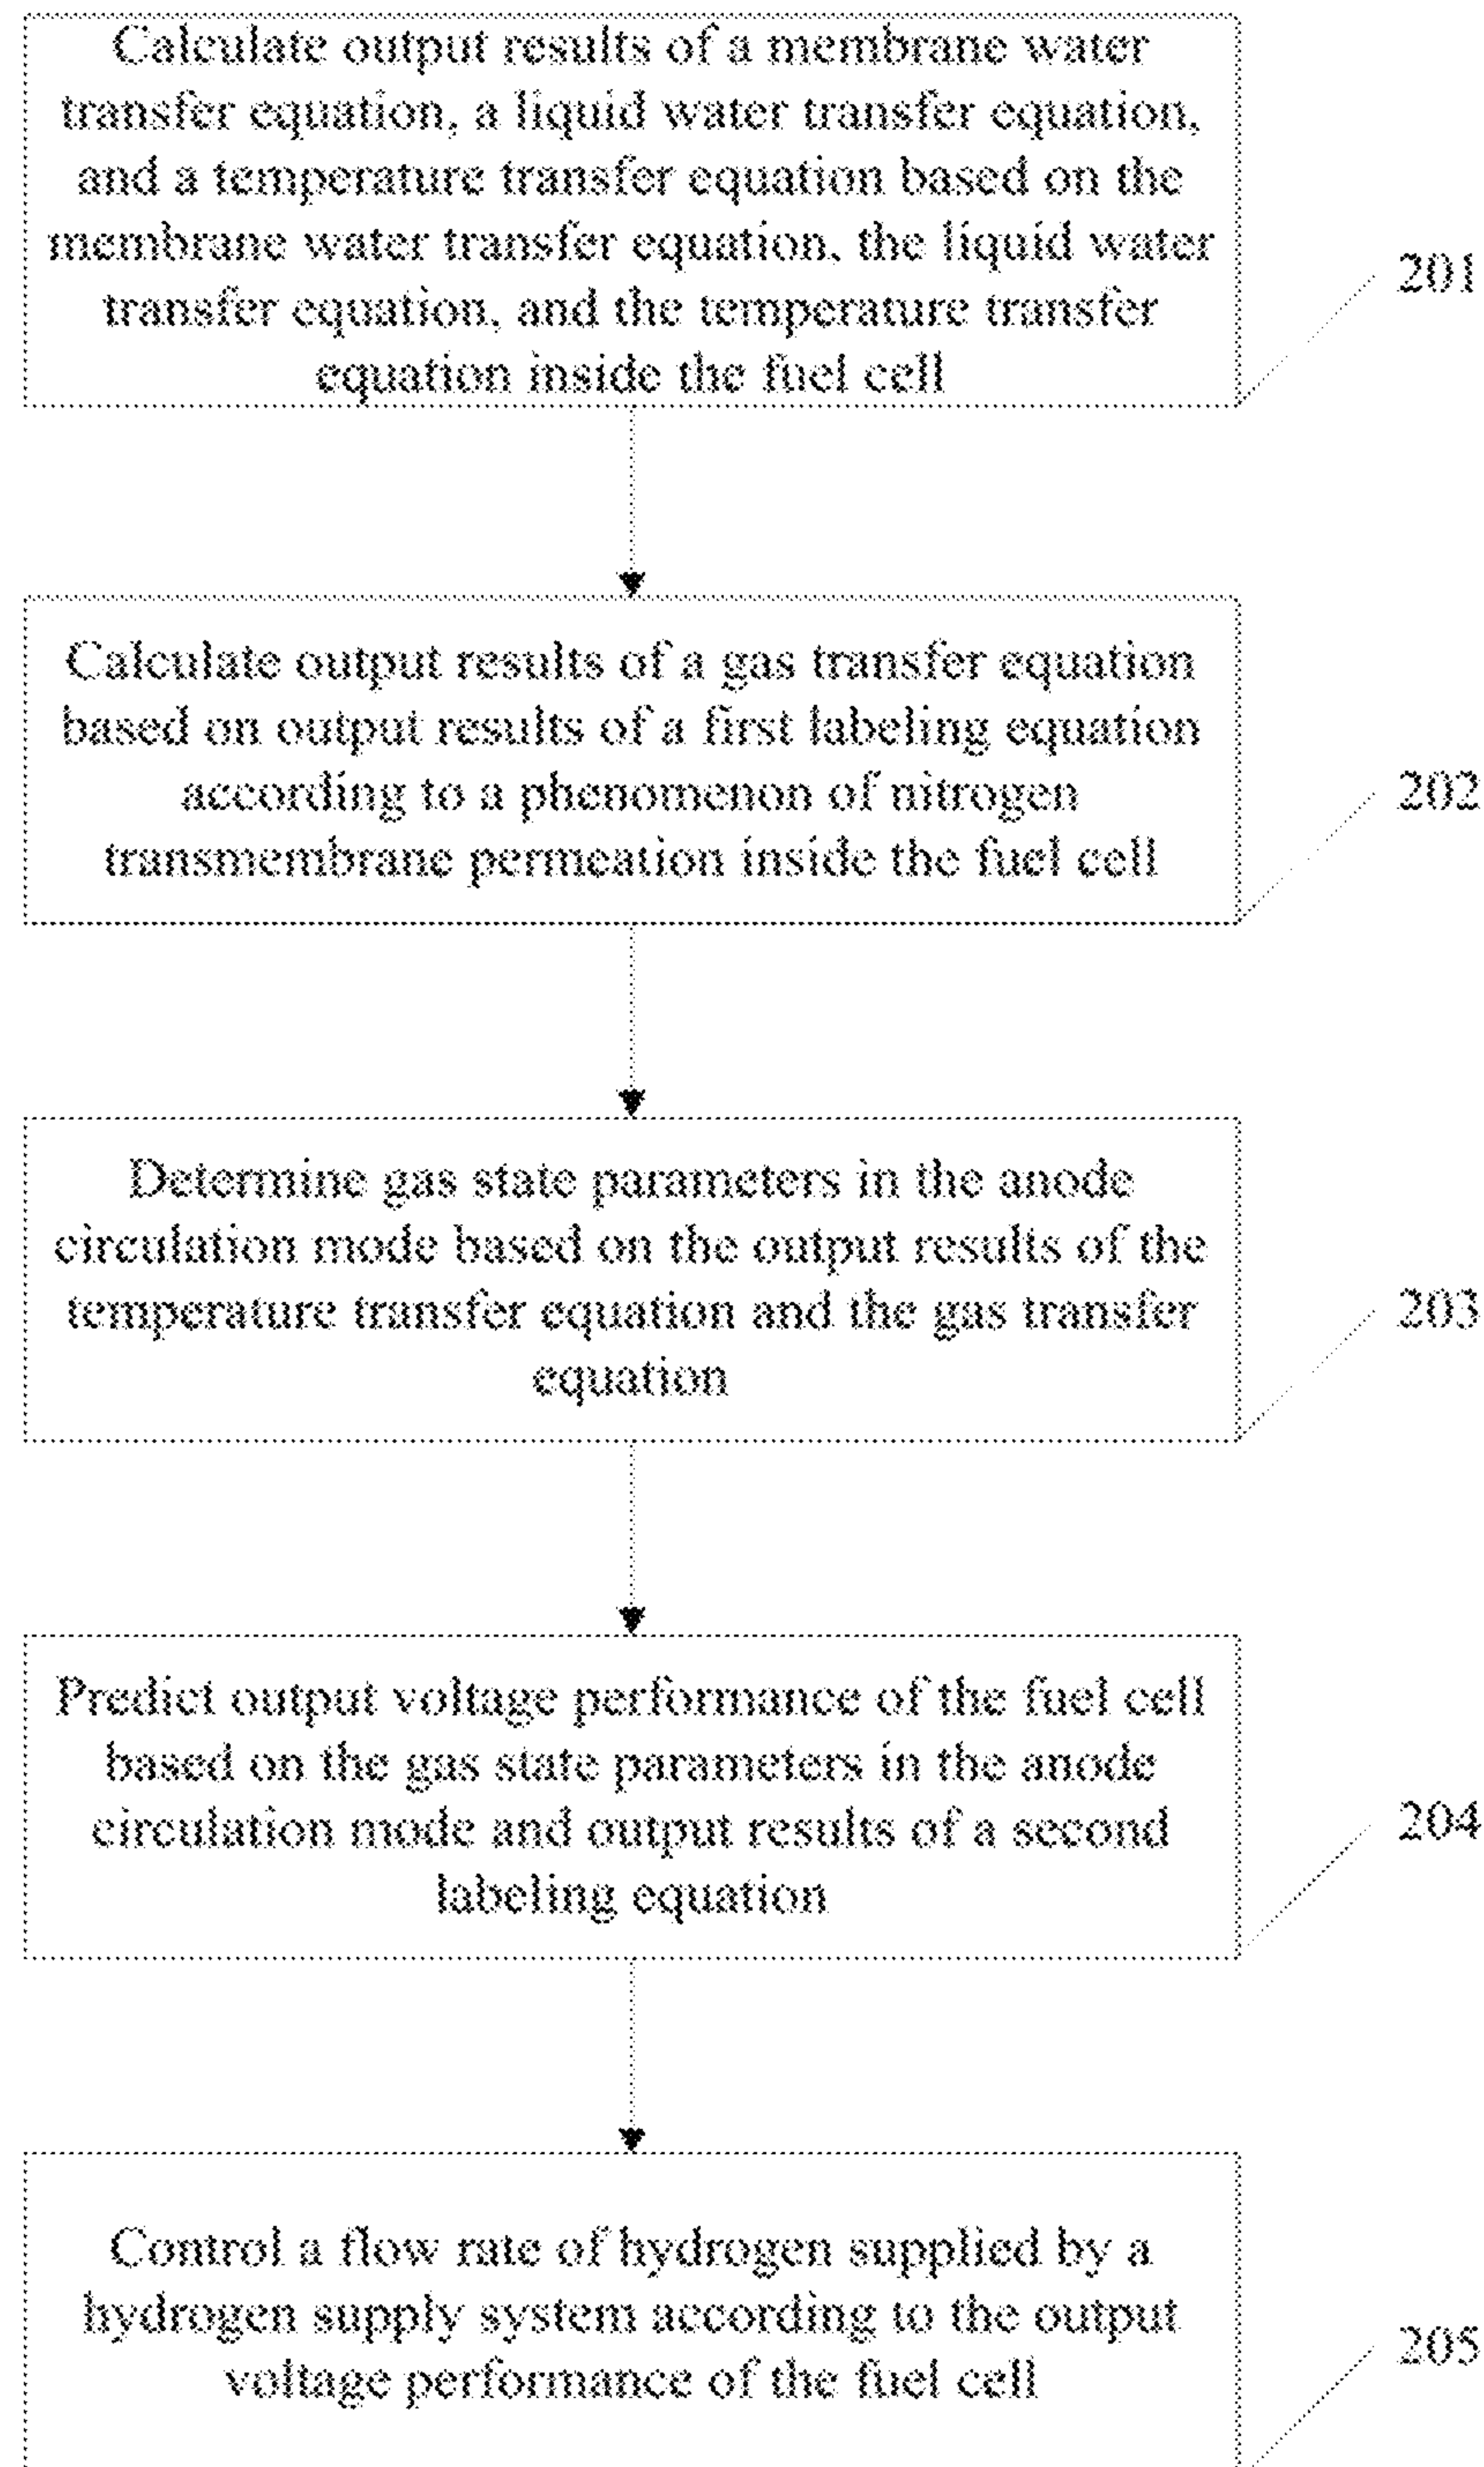 Calculate output results of a membrane water
transfer equation, a liquid water transfer equation,
and a temperature transfer equation based on the
membrane water transfer equation, the liquid water
transfer equation, and the temperature transfer
equation inside the fuel cell
201
Calculate output results of a gas transfer equation
based on output results of a first labeling equation
according to a phenomenon of nitrogen
transmembrane permeation inside the fuel cell
202
Determine gas state parameters in the anode
circulation mode based on the output results of the
temperature transfer equation and the gas transfer
equation
203
Predict output voltage performance of the fuel cell
based on the gas state parameters in the anode
circulation mode and output results of a second
labeling equation
204
Control a flow rate of hydrogen supplied by a
hydrogen supply system according to the output
voltage performance of the fuel cell
205